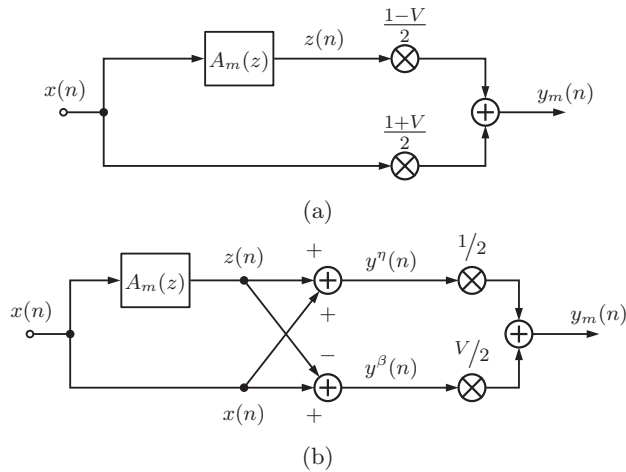 z(n)
1−V
2
A_m(z)
x(n)
y_m(n)
1+V
2
(a)
z(n)
+
y^η(n)
1/2
A_m(z)
x(n)
+
y_m(n)
−
y^β(n)
V/2
x(n)
+
(b)